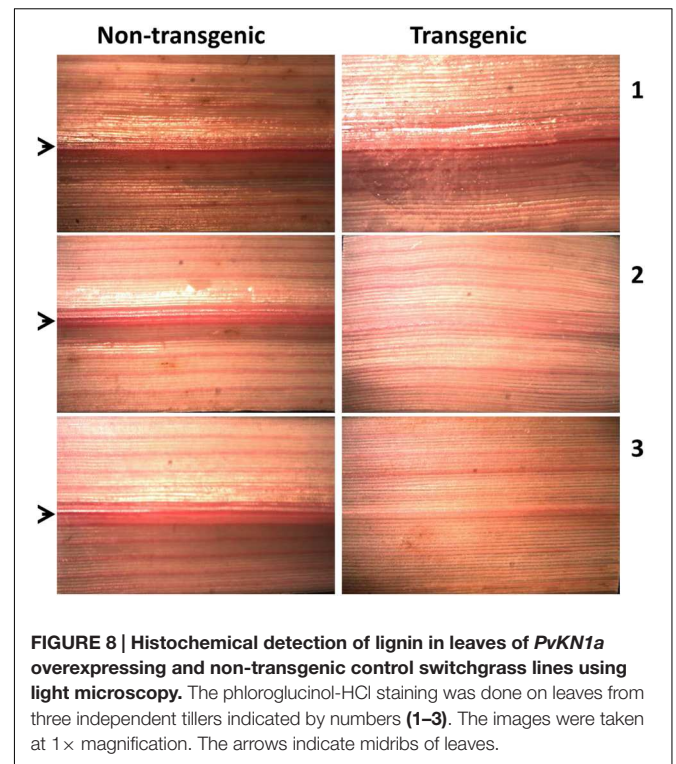 Non-transgenic
Transgenic
1
2
3
FIGURE 8 | Histochemical detection of lignin in leaves of PvKN1a
overexpressing and non-transgenic control switchgrass lines using
light microscopy. The phloroglucinol-HCl staining was done on leaves from
three independent tillers indicated by numbers (1–3). The images were taken
at 1× magnification. The arrows indicate midribs of leaves.